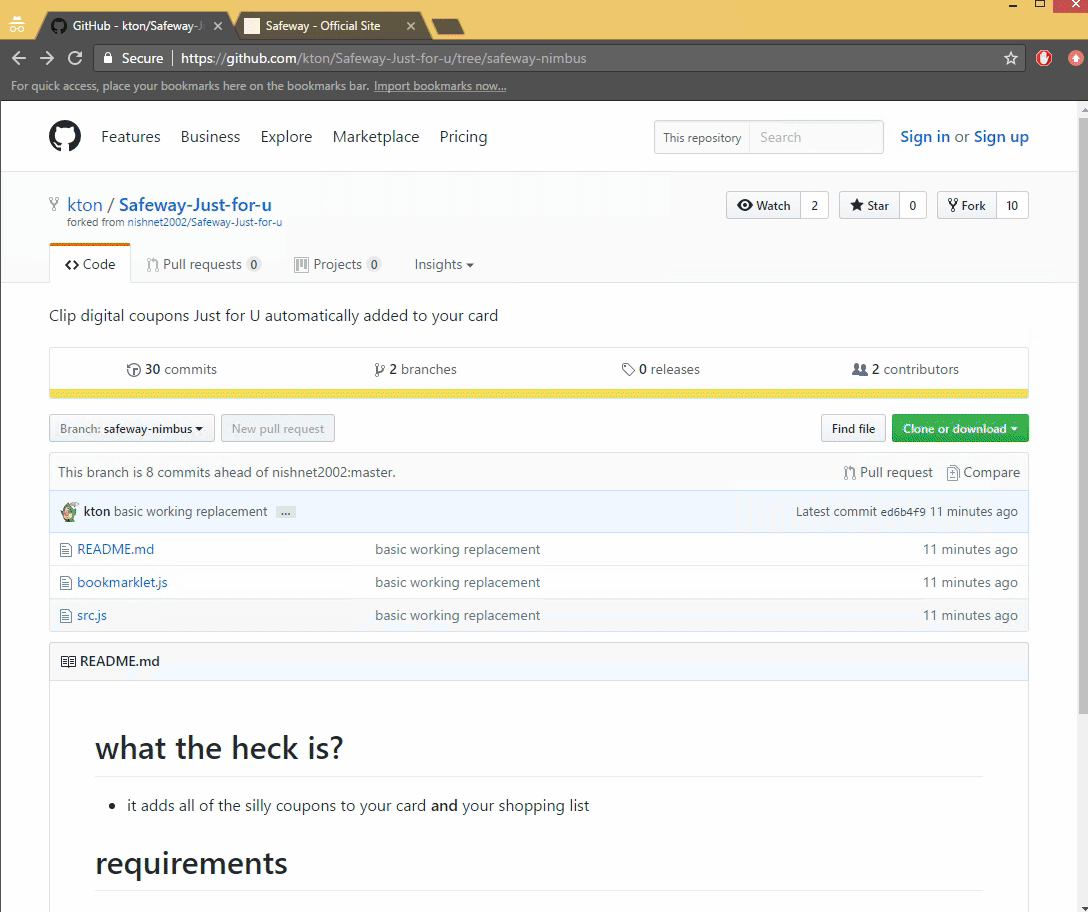 GitHub - kton/Safeway-J
Safeway - Official Site
Secure https://github.com/kton/Safeway-Just-for-u/tree/safeway-nimbus
For quick access, place your bookmarks here on the bookmarks bar. Import bookmarks now...
Features Business Explore Marketplace Pricing This repository Search Sign in or Sign up
kton / Safeway-Just-for-u Watch 2 Star 0 Fork 10
forked from nishnet2002/Safeway-Just-for-u
Code Pull requests 0 Projects 0 Insights
Clip digital coupons Just for U automatically added to your card
30 commits 2 branches 0 releases 2 contributors
Branch: safeway-nimbus New pull request Find file Clone or download
This branch is 8 commits ahead of nishnet2002:master. Pull request Compare
kton basic working replacement ... Latest commit ed6b4f9 11 minutes ago
README.md basic working replacement 11 minutes ago
bookmarklet.js basic working replacement 11 minutes ago
src.js basic working replacement 11 minutes ago
README.md
what the heck is?
• it adds all of the silly coupons to your card and your shopping list
requirements